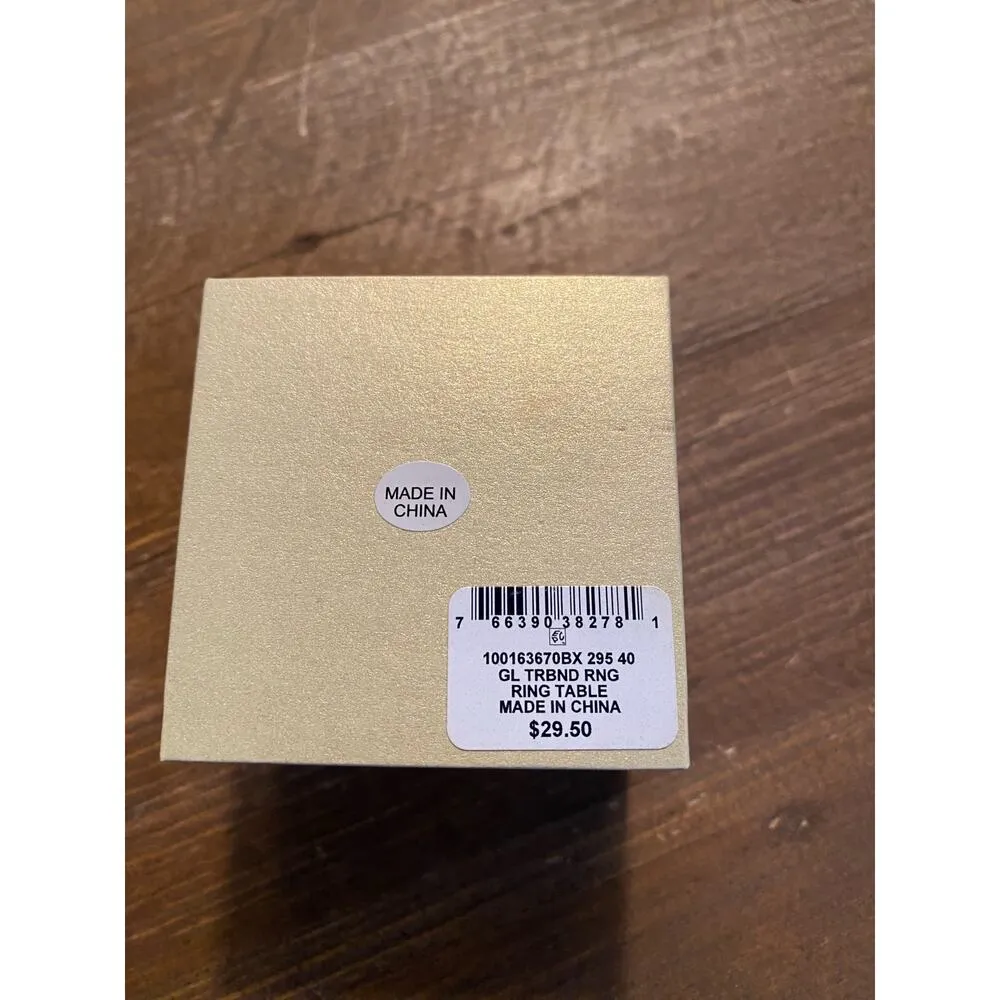 MADE IN
CHINA
7 66390 38278 1
100163670BX 295 40
GL TRBND RNG
RING TABLE
MADE IN CHINA
$29.50